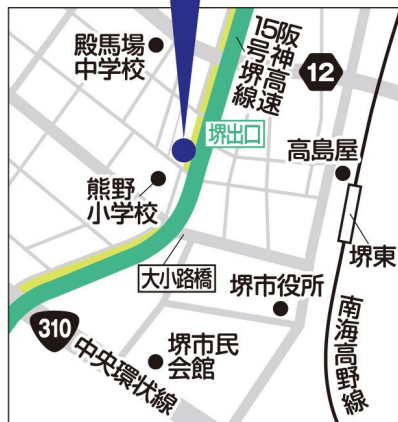 殿馬場
中学校
阪神高速
15号堺線
12
堺出口
高島屋
熊野
小学校
堺東
大小路橋
堺市役所
南海高野線
310
中央環状線
堺市民
会館